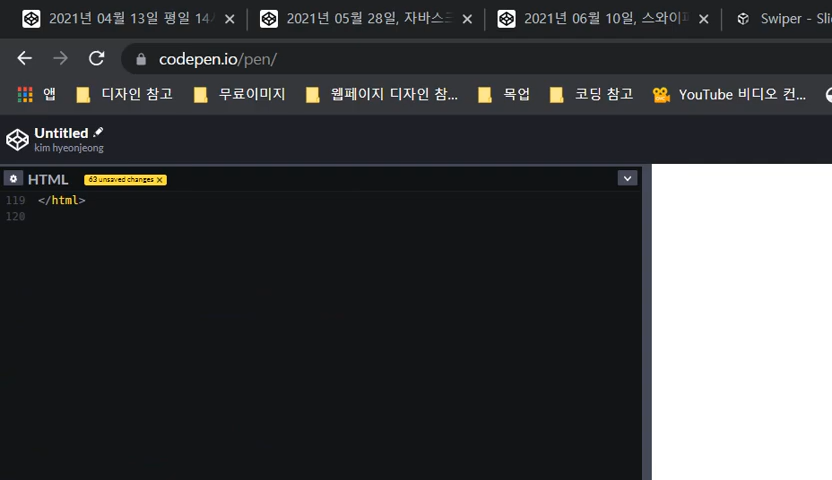 2021년 04월 13일 평일 14
2021년 05월 28일, 자바스크
2021년 06월 10일, 스와이
Swiper - Sli
codepen.io/pen/
앱
디자인 참고
무료이미지
웹페이지 디자인 참...
목업
코딩 참고
YouTube 비디오 컨...
Untitled
kim hyeonjeong
HTML
63 unsaved changes X
119 </html>
120